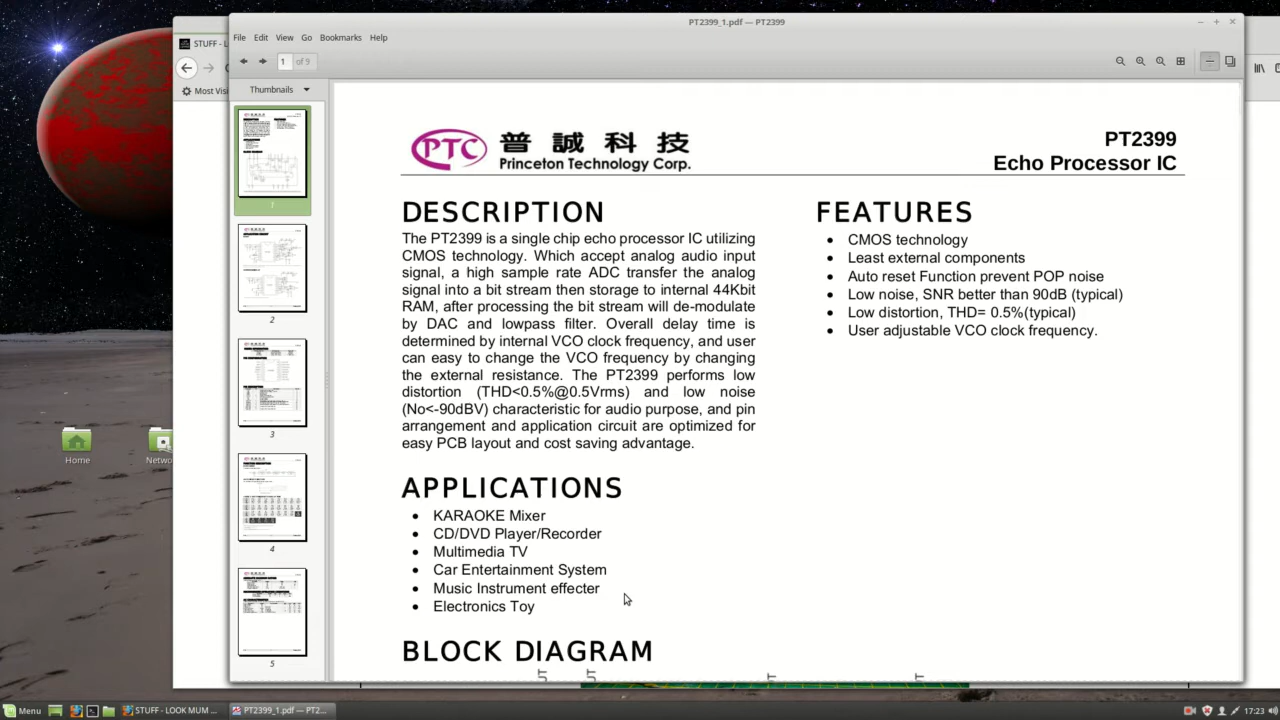 PT2399_1.pdf — PT2399
STUFF - L
File Edit View Go Bookmarks Help
1 of 9
Most Vis
Thumbnails
1
2
3
4
5
Home
Netwo
PTC 普誠科技
Princeton Technology Corp.
PT2399
Echo Processor IC
DESCRIPTION
The PT2399 is a single chip echo processor IC utilizing
CMOS technology. Which accept analog audio input
signal, a high sample rate ADC transfer the analog
signal into a bit stream then storage to internal 44Kbit
RAM, after processing the bit stream will de-modulate
by DAC and lowpass filter. Overall delay time is
determined by internal VCO clock frequency, and user
can easy to change the VCO frequency by changing
the external resistance. The PT2399 performs low
distortion (THD<0.5%@0.5Vrms) and low noise
(No<-90dBV) characteristic for audio purpose, and pin
arrangement and application circuit are optimized for
easy PCB layout and cost saving advantage.
FEATURES
• CMOS technology
• Least external components
• Auto reset Function prevent POP noise
• Low noise, SNR better than 90dB (typical)
• Low distortion, THD= 0.5%(typical)
• User adjustable VCO clock frequency.
APPLICATIONS
• KARAOKE Mixer
• CD/DVD Player/Recorder
• Multimedia TV
• Car Entertainment System
• Music Instrument effecter
• Electronics Toy
BLOCK DIAGRAM
Menu
STUFF - LOOK MUM ...
PT2399_1.pdf — PT2...
17:23